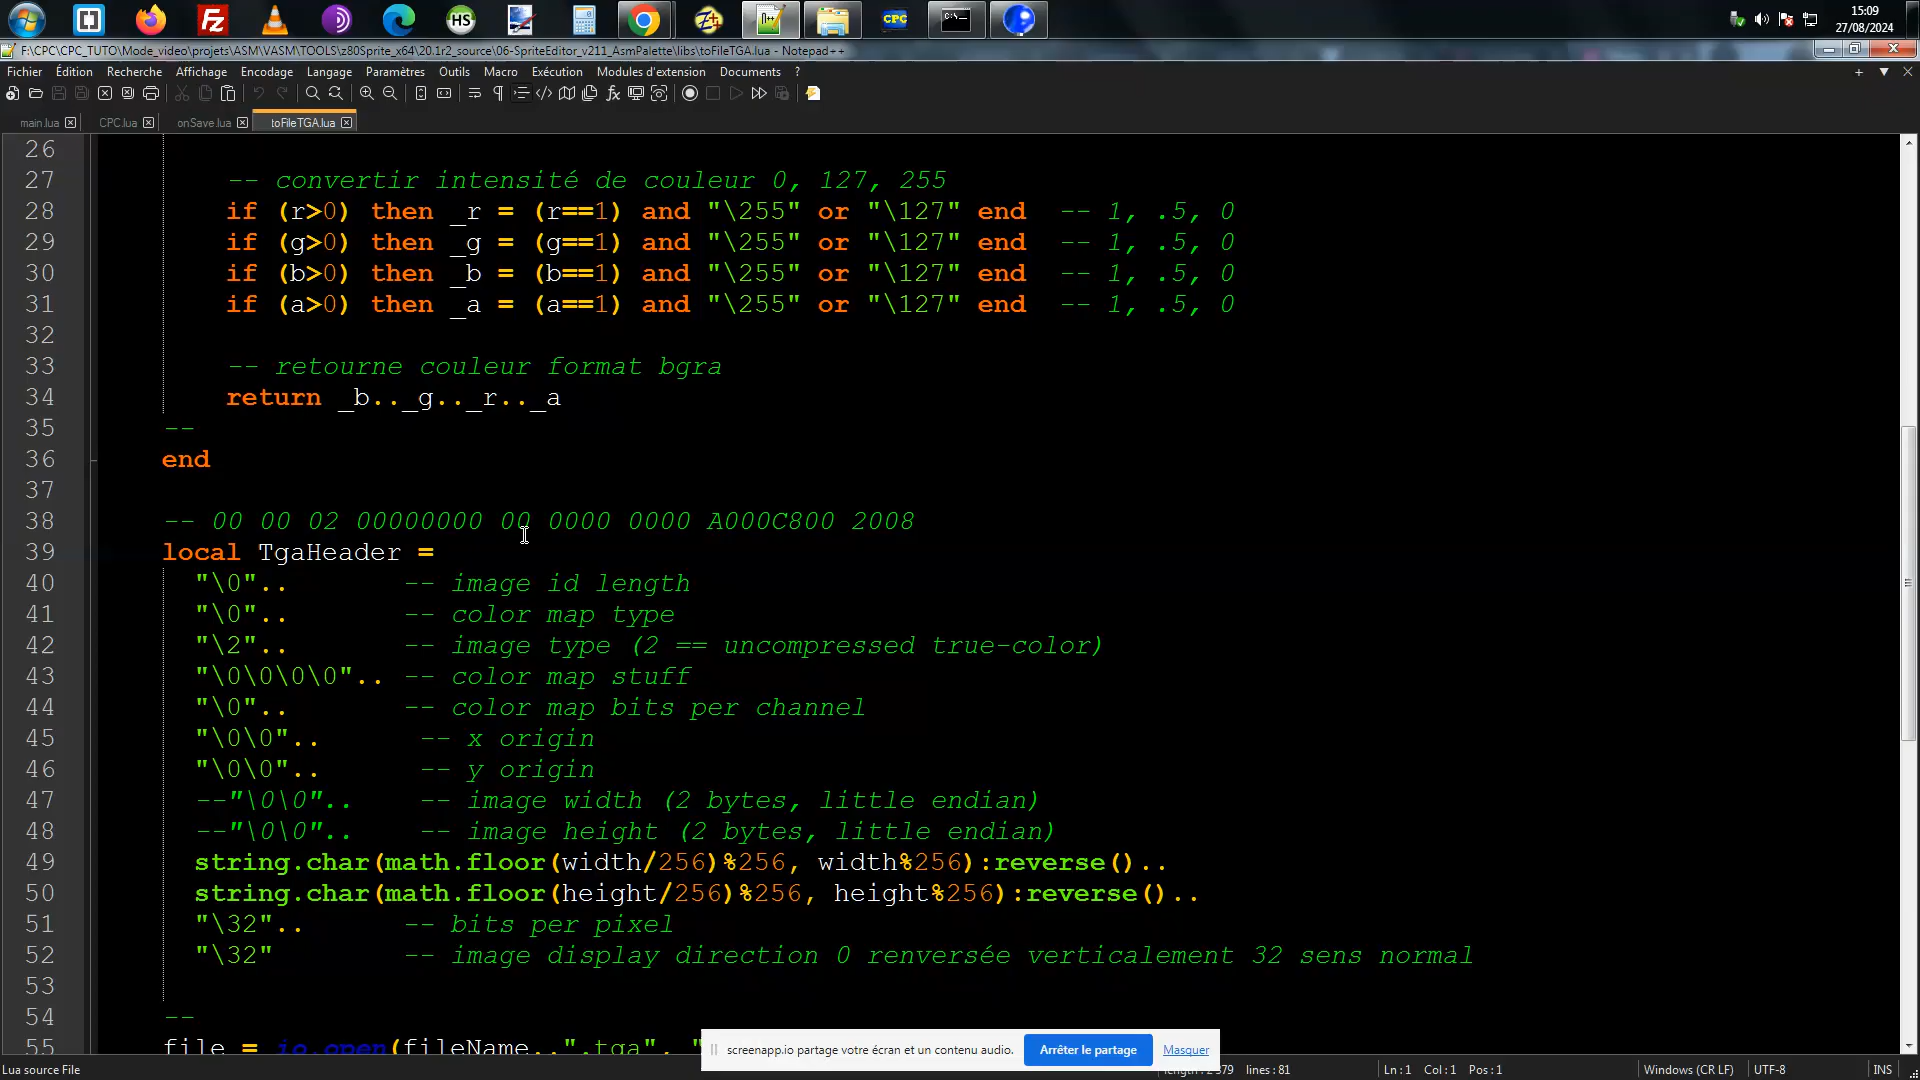 15:09
27/08/2024
F:\CPC\CPC_TUTO\Mode_video\projets\ASM\VASM\TOOLS\z80Sprite_x64\20.1r2_source\06-SpriteEditor_v211_AsmPalette\libs\toFileTGA.lua - Notepad++
Fichier Édition Recherche Affichage Encodage Langage Paramètres Outils Macro Exécution Modules d'extension Documents ?
main.lua CPC.lua onSave.lua toFileTGA.lua
26
27 -- convertir intensité de couleur 0, 127, 255
28 if (r>0) then _r = (r==1) and "\255" or "\127" end -- 1, .5, 0
29 if (g>0) then _g = (g==1) and "\255" or "\127" end -- 1, .5, 0
30 if (b>0) then _b = (b==1) and "\255" or "\127" end -- 1, .5, 0
31 if (a>0) then _a = (a==1) and "\255" or "\127" end -- 1, .5, 0
32
33 -- retourne couleur format bgra
34 return _b.._g.._r.._a
35 --
36 end
37
38 -- 00 00 02 00000000 00 0000 0000 A000C800 2008
39 local TgaHeader =
40 "\0".. -- image id length
41 "\0".. -- color map type
42 "\2".. -- image type (2 == uncompressed true-color)
43 "\0\0\0\0".. -- color map stuff
44 "\0".. -- color map bits per channel
45 "\0\0".. -- x origin
46 "\0\0".. -- y origin
47 --"\0\0".. -- image width (2 bytes, little endian)
48 --"\0\0".. -- image height (2 bytes, little endian)
49 string.char(math.floor(width/256)%256, width%256):reverse()..
50 string.char(math.floor(height/256)%256, height%256):reverse()..
51 "\32".. -- bits per pixel
52 "\32" -- image display direction 0 renversée verticalement 32 sens normal
53
54 --
55 file = io.open(fileName..".tga", "
screenapp.io partage votre écran et un contenu audio. Arrêter le partage Masquer
Lua source File lines: 81 Ln: 1 Col: 1 Pos: 1 Windows (CR LF) UTF-8 INS